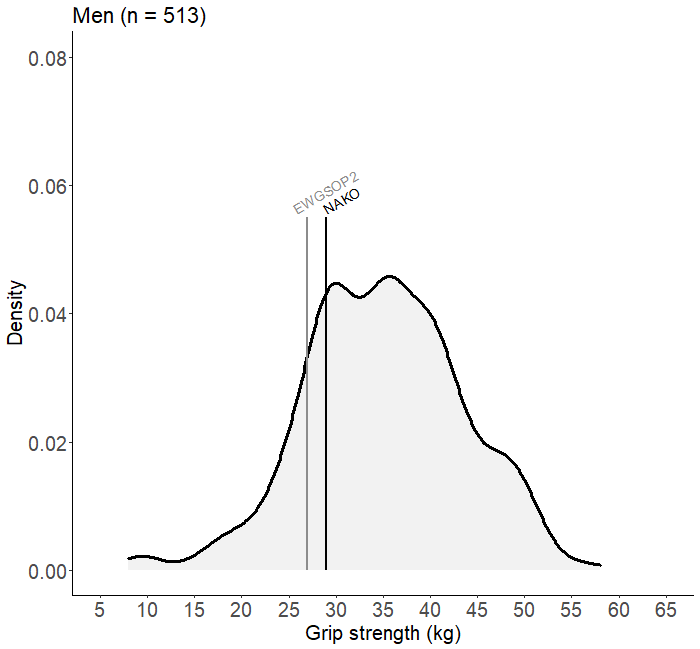 Men (n = 513)
0.08
0.06
0.04
0.02
0.00
Density
EWGSOP2
NAKO
5 10 15 20 25 30 35 40 45 50 55 60 65
Grip strength (kg)